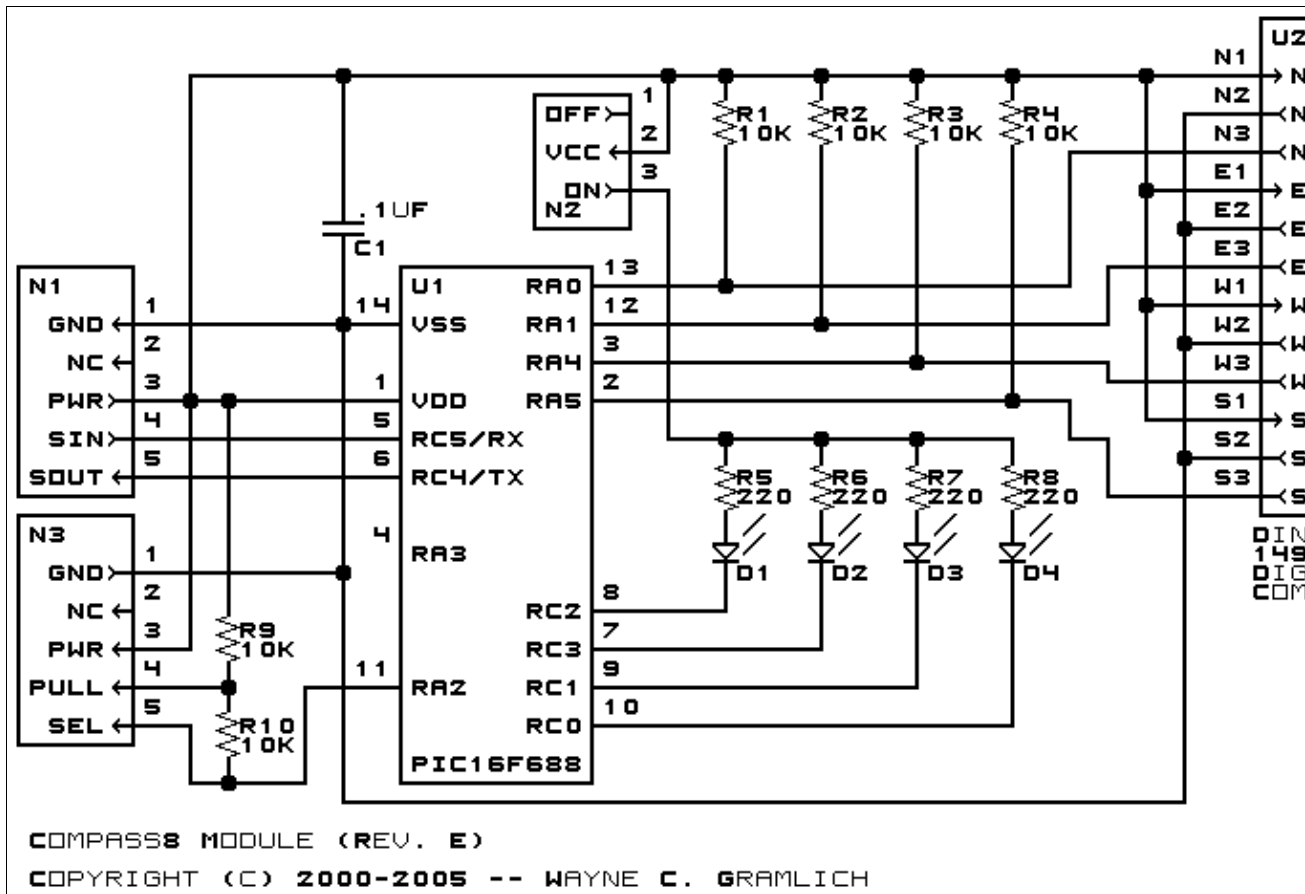 U2
N1
N2
N3
E1
E2
E3
W1
W2
W3
S1
S2
S3
N
N
N
E
E
E
W
W
W
S
S
S
DIN
149
DIG
COM
OFF 1
VCC 2
ON 3
N2
R1
10K
R2
10K
R3
10K
R4
10K
.1UF
C1
N1
GND 1
NC 2
PWR 3
SIN 4
SOUT 5
N3
GND 1
NC 2
PWR 3
PULL 4
SEL 5
R9
10K
R10
10K
U1
14 VSS
1 VDD
5 RC5/RX
6 RC4/TX
4 RA3
11 RA2
RA0 13
RA1 12
RA4 3
RA5 2
RC2 8
RC3 7
RC1 9
RC0 10
PIC16F688
R5
220
R6
220
R7
220
R8
220
D1
D2
D3
D4
COMPASS8 MODULE (REV. E)
COPYRIGHT (C) 2000-2005 -- WAYNE C. GRAMLICH